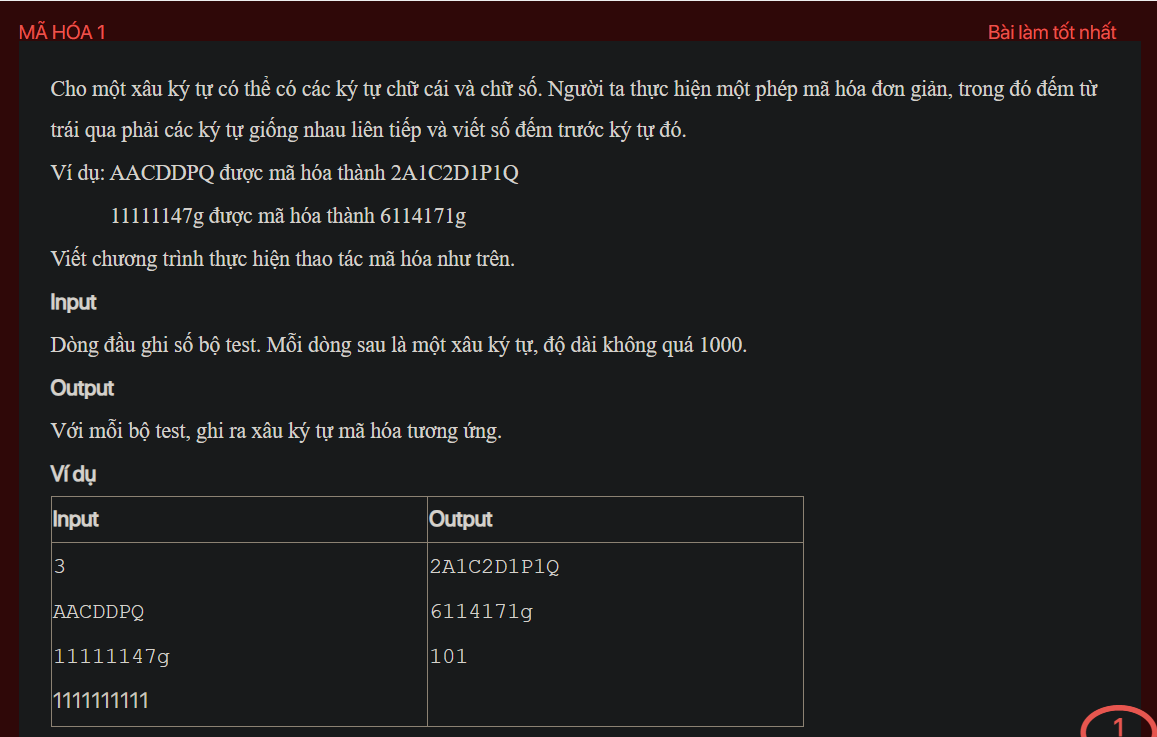 MÃ HÓA 1
Bài làm tốt nhất
Cho một xâu ký tự có thể có các ký tự chữ cái và chữ số. Người ta thực hiện một phép mã hóa đơn giản, trong đó đếm từ
trái qua phải các ký tự giống nhau liên tiếp và viết số đếm trước ký tự đó.
Ví dụ: AACDDPQ được mã hóa thành 2A1C2D1P1Q
11111147g được mã hóa thành 6114171g
Viết chương trình thực hiện thao tác mã hóa như trên.
Input
Dòng đầu ghi số bộ test. Mỗi dòng sau là một xâu ký tự, độ dài không quá 1000.
Output
Với mỗi bộ test, ghi ra xâu ký tự mã hóa tương ứng.
Ví dụ
Input Output
3 2A1C2D1P1Q
AACDDPQ 6114171g
11111147g 101
1111111111
1